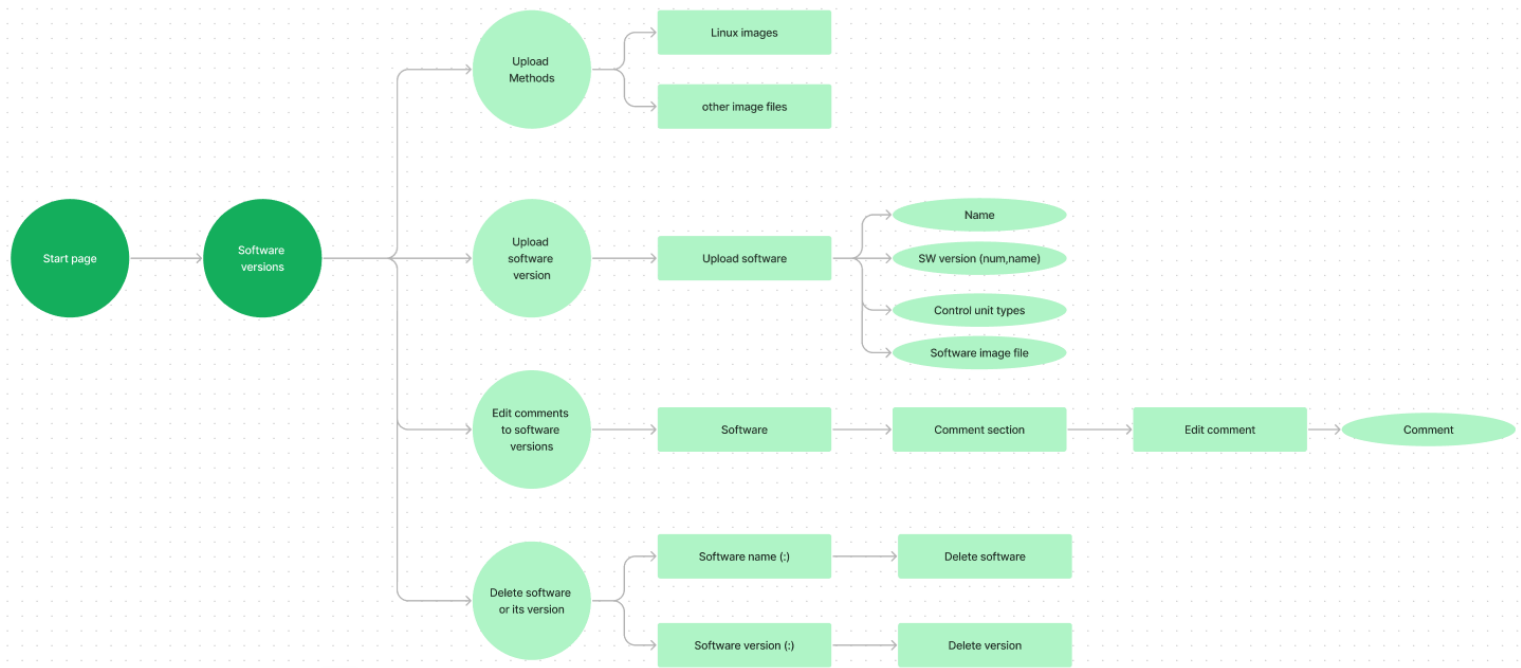 Start page
Software
versions
Upload
Methods
Linux images
other image files
Upload
software
version
Upload software
Name
SW version (num,name)
Control unit types
Software image file
Edit comments
to software
versions
Software
Comment section
Edit comment
Comment
Delete software
or its version
Software name (:)
Delete software
Software version (:)
Delete version